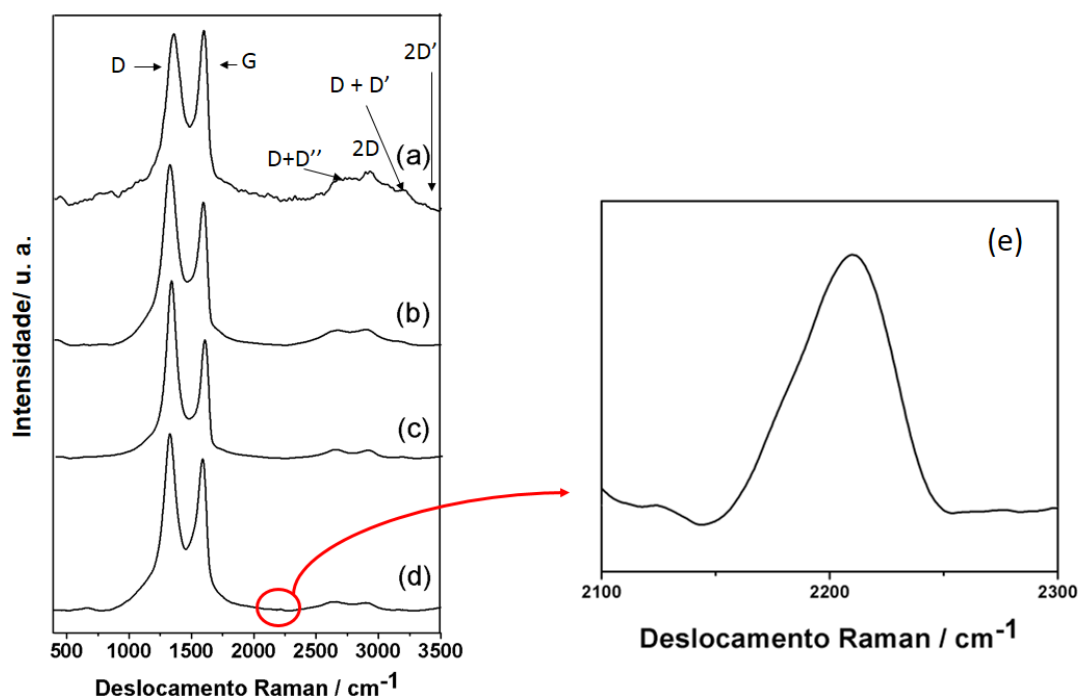 D
G
2D'
D + D'
D+D''
2D
(a)
(b)
(c)
(d)
Intensidade/ u. a.
500 1000 1500 2000 2500 3000 3500
Deslocamento Raman / cm-1
(e)
2100 2200 2300
Deslocamento Raman / cm-1